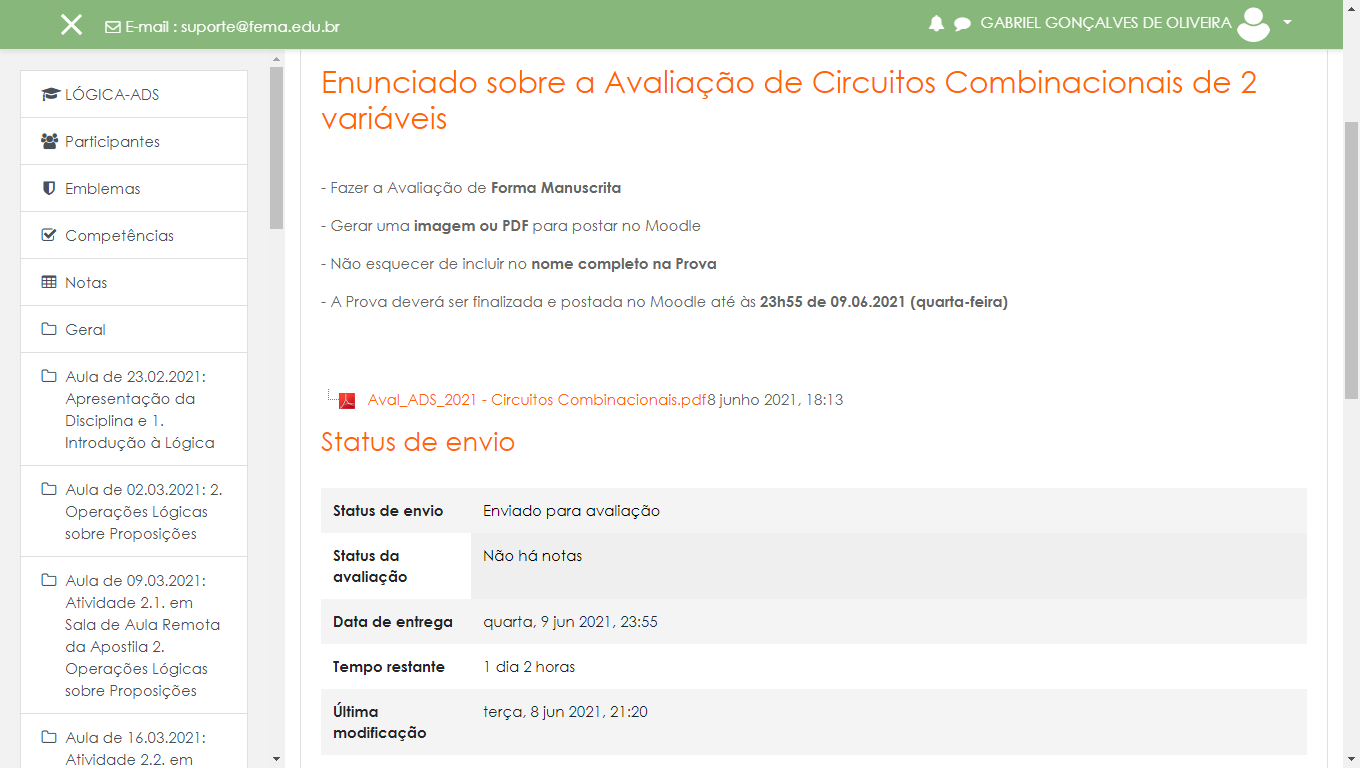 E-mail : suporte@fema.edu.br
GABRIEL GONÇALVES DE OLIVEIRA
LÓGICA-ADS
Participantes
Emblemas
Competências
Notas
Geral
Aula de 23.02.2021:
Apresentação da
Disciplina e 1.
Introdução à Lógica
Aula de 02.03.2021: 2.
Operações Lógicas
sobre Proposições
Aula de 09.03.2021:
Atividade 2.1. em
Sala de Aula Remota
da Apostila 2.
Operações Lógicas
sobre Proposições
Aula de 16.03.2021:
Atividade 2.2. em
Enunciado sobre a Avaliação de Circuitos Combinacionais de 2
variáveis
- Fazer a Avaliação de Forma Manuscrita
- Gerar uma imagem ou PDF para postar no Moodle
- Não esquecer de incluir no nome completo na Prova
- A Prova deverá ser finalizada e postada no Moodle até às 23h55 de 09.06.2021 (quarta-feira)
Aval_ADS_2021 - Circuitos Combinacionais.pdf8 junho 2021, 18:13
Status de envio
Status de envio Enviado para avaliação
Status da
avaliação Não há notas
Data de entrega quarta, 9 jun 2021, 23:55
Tempo restante 1 dia 2 horas
Última
modificação terça, 8 jun 2021, 21:20